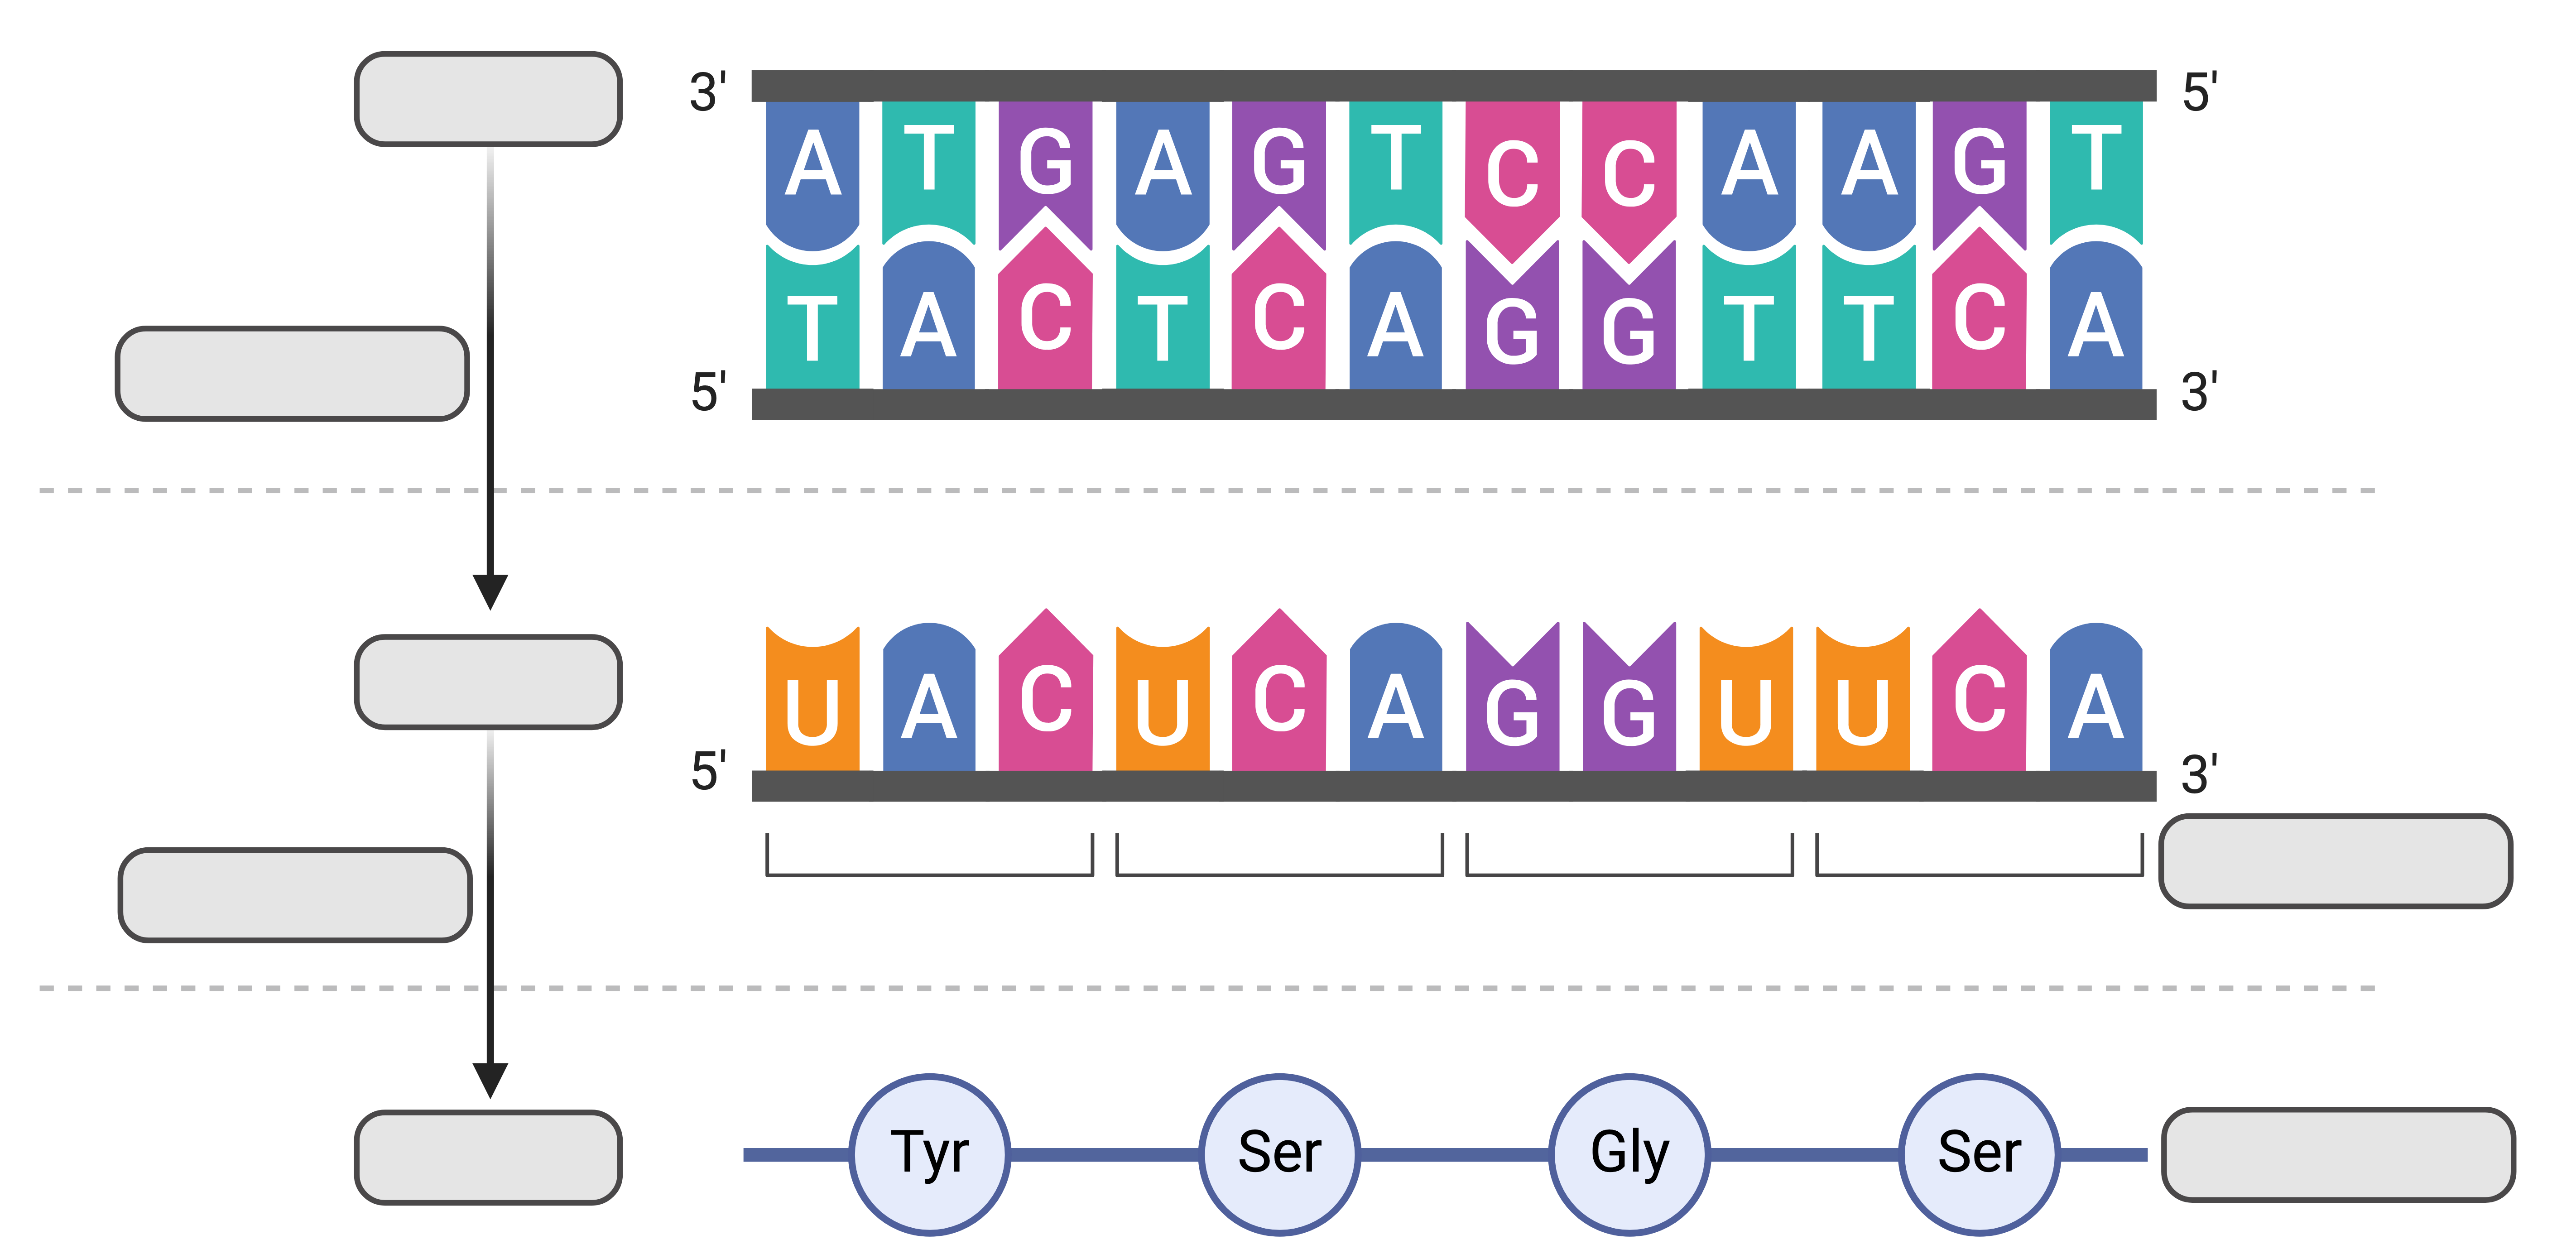 3' A T G A G T C C A A G T 5'
5' T A C T C A G G T T C A 3'
5' U A C U C A G G U U C A 3'
Tyr Ser Gly Ser